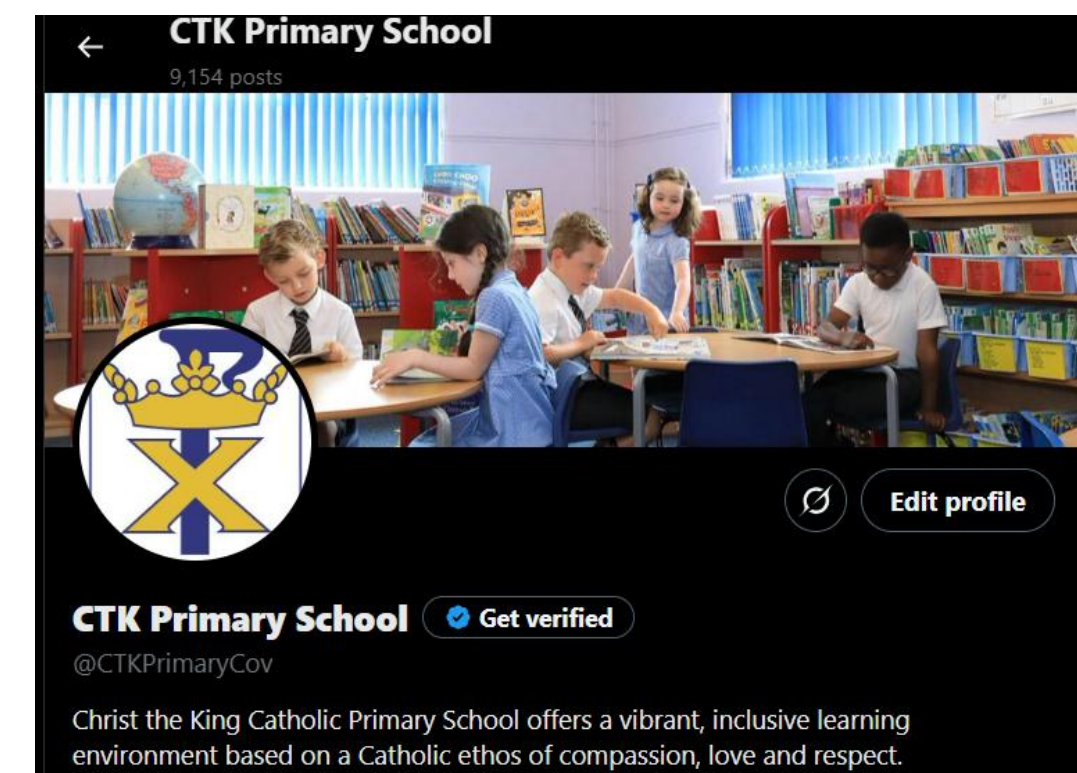 CTK Primary School
9,154 posts
Edit profile
CTK Primary School
Get verified
@CTKPrimaryCov
Christ the King Catholic Primary School offers a vibrant, inclusive learning
environment based on a Catholic ethos of compassion, love and respect.